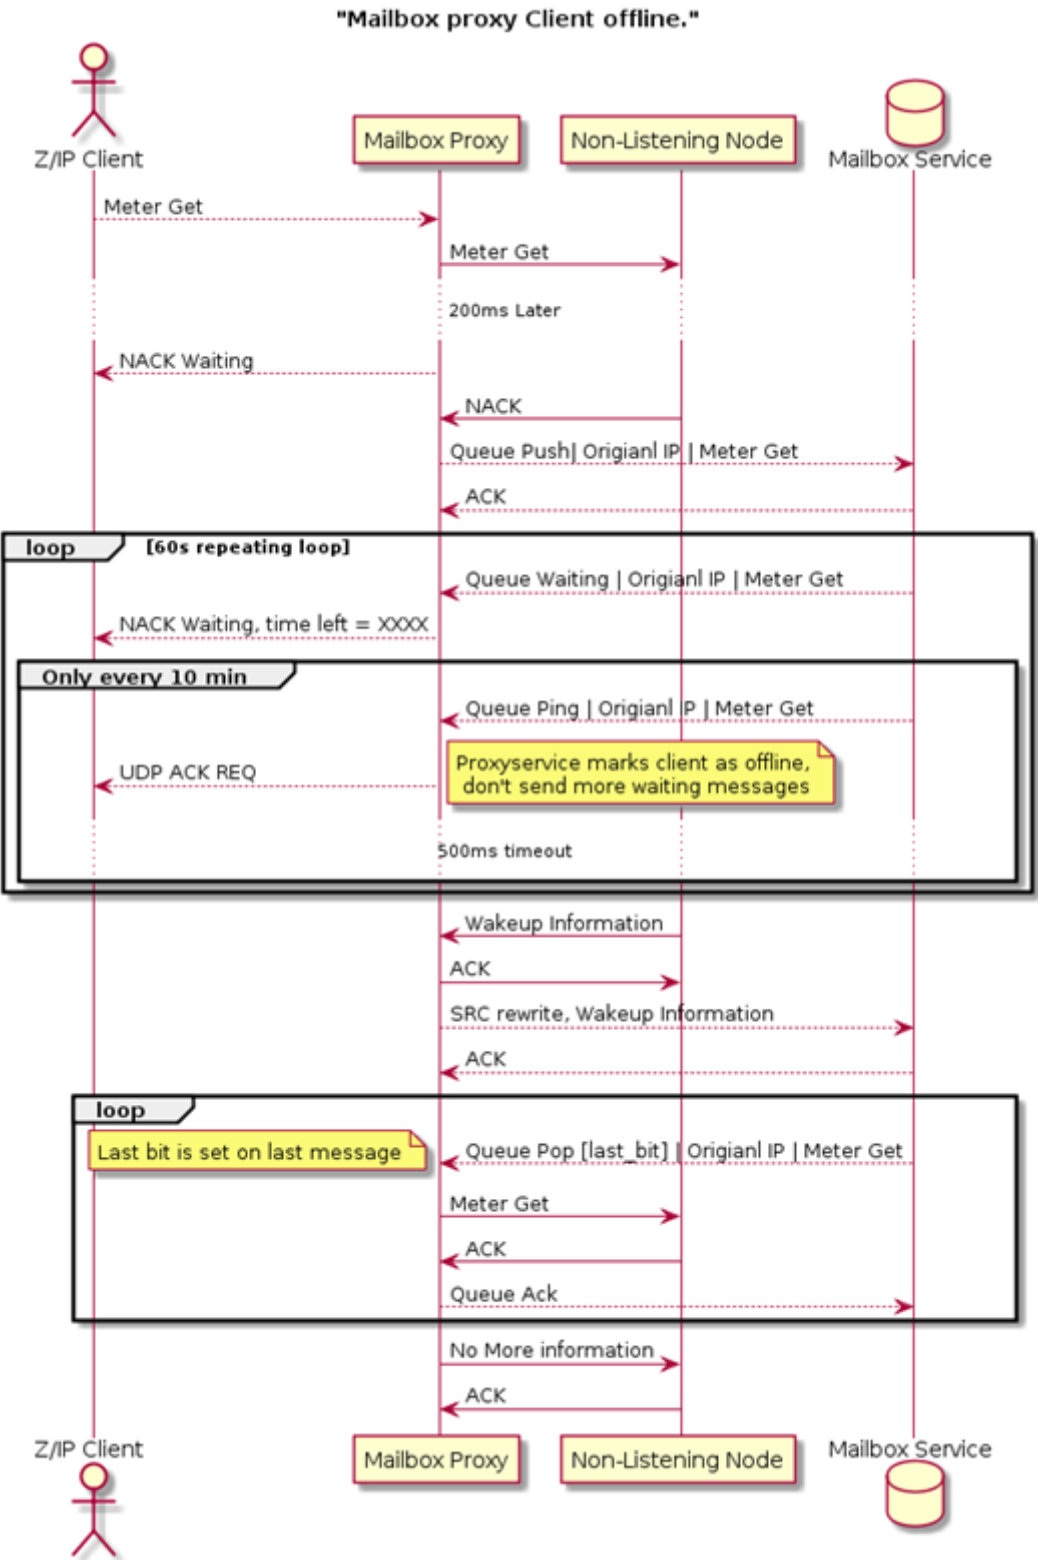 "Mailbox proxy Client offline."
Z/IP Client
Mailbox Proxy
Non-Listening Node
Mailbox Service
Meter Get
Meter Get
200ms Later
NACK Waiting
NACK
Queue Push| Origianl IP | Meter Get
ACK
loop [60s repeating loop]
Queue Waiting | Origianl IP | Meter Get
NACK Waiting, time left = XXXX
Only every 10 min
Queue Ping | Origianl IP | Meter Get
UDP ACK REQ
Proxyservice marks client as offline,
don't send more waiting messages
500ms timeout
Wakeup Information
ACK
SRC rewrite, Wakeup Information
ACK
loop
Last bit is set on last message
Queue Pop [last_bit] | Origianl IP | Meter Get
Meter Get
ACK
Queue Ack
No More information
ACK
Z/IP Client
Mailbox Proxy
Non-Listening Node
Mailbox Service